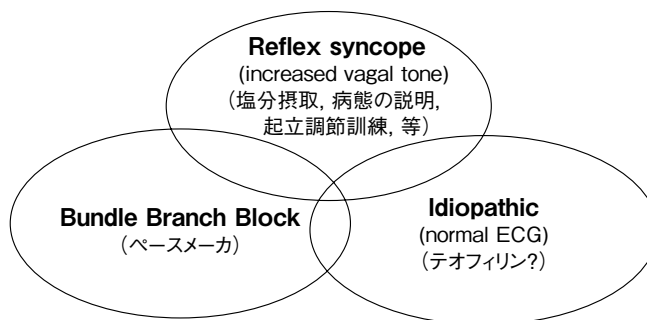 Reflex syncope
(increased vagal tone)
（塩分摂取, 病態の説明,
起立調節訓練, 等）
Bundle Branch Block
（ペースメーカ）
Idiopathic
(normal ECG)
（テオフィリン?）